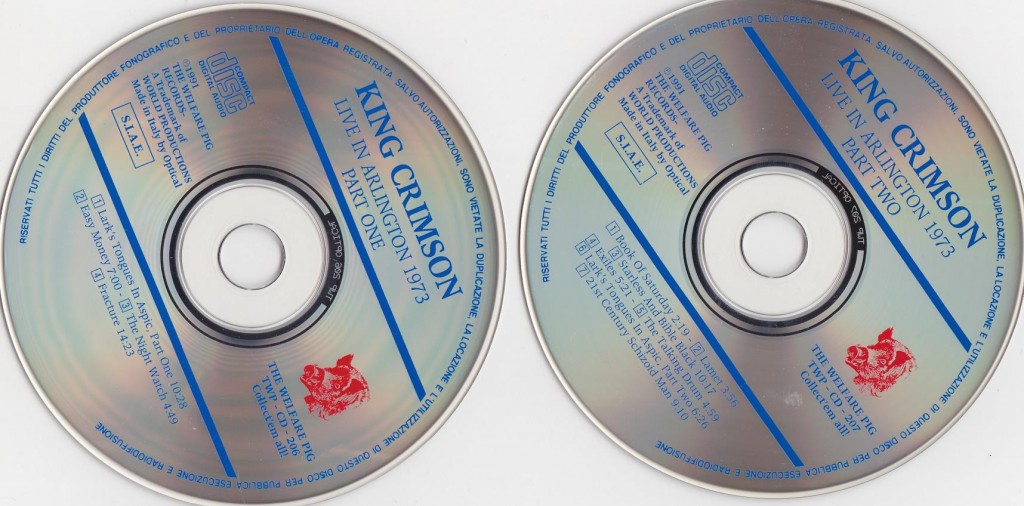 RISERVATI TUTTI I DIRITTI DEL PRODUTTORE FONOGRAFICO E DEL PROPRIETARIO DELL'OPERA REGISTRATA. SALVO AUTORIZZAZIONI, SONO VIETATE LA DUPLICAZIONE, LA LOCAZIONE E L'UTILIZZAZIONE DI QUESTO DISCO PER PUBBLICA ESECUZIONE E RADIODIFFUSIONE
KING CRIMSON
LIVE IN ARLINGTON 1973
PART ONE
COMPACT
disc
DIGITAL AUDIO
©1991
THE WELFARE PIG
RECORDS-
A Trademark of
WORLD PRODUCTIONS
Made in Italy by Optical
S.I.A.E.
1 Lark's Tongues In Aspic, Part One 10:28
2 Easy Money 7:00 - 3 The Night Watch 4:49
4 Fracture 4.23
THE WELFARE PIG
TWP - CD - 206
Collect'em all!
RISERVATI TUTTI I DIRITTI DEL PRODUTTORE FONOGRAFICO E DEL PROPRIETARIO DELL'OPERA REGISTRATA. SALVO AUTORIZZAZIONI, SONO VIETATE LA DUPLICAZIONE, LA LOCAZIONE E L'UTILIZZAZIONE DI QUESTO DISCO PER PUBBLICA ESECUZIONE E RADIODIFFUSIONE
KING CRIMSON
LIVE IN ARLINGTON 1973
PART TWO
COMPACT
disc
DIGITAL AUDIO
©1991
THE WELFARE PIG
RECORDS-
A Trademark of
WORLD PRODUCTIONS
Made in Italy by Optical
S.I.A.E.
1 Book Of Saturday 2.19 - 2 Lamet 3:56
3 Starless And Bible Black 10:17
4 Exiles 5:21 - 5 The Talking Drum 4:59
6 Lark's Tongues In Aspic, Part Two 6:26
7 21st Century Schizoid Man 9-10
THE WELFARE PIG
TWP - CD - 207
Collect'em all!